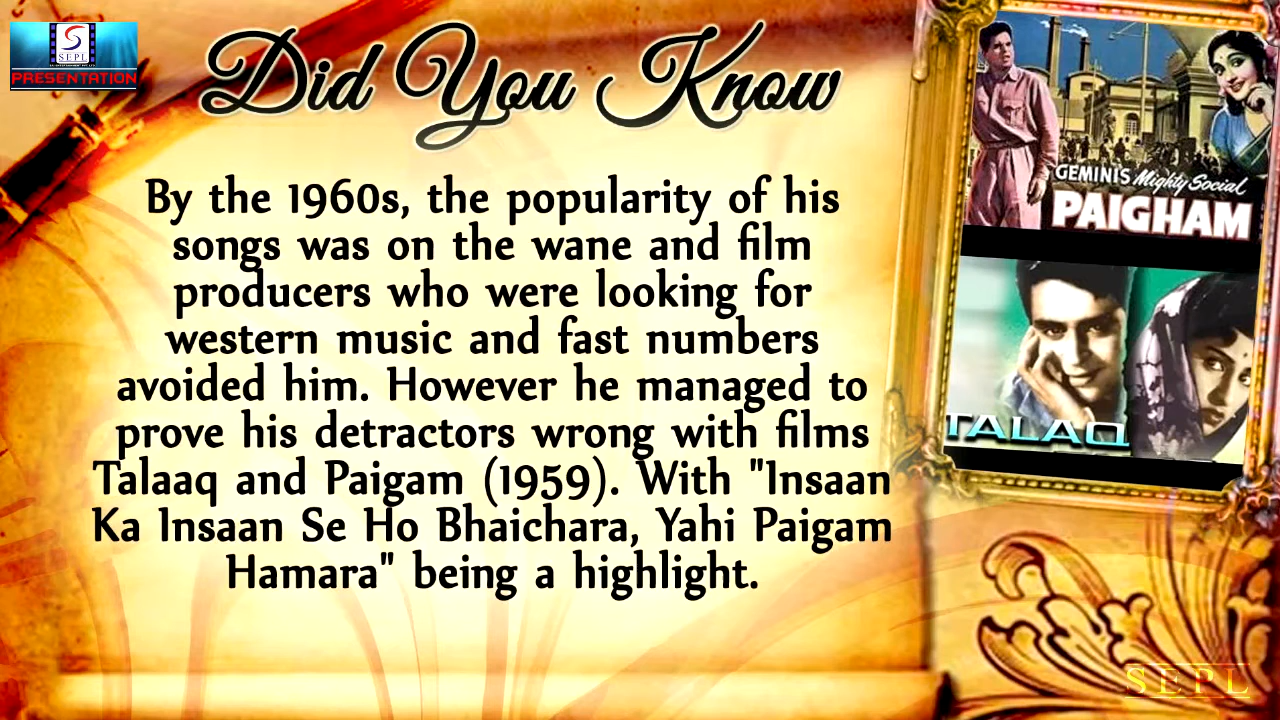 S
SEPL
PRESENTATION
Did You Know
By the 1960s, the popularity of his
songs was on the wane and film
producers who were looking for
western music and fast numbers
avoided him. However he managed to
prove his detractors wrong with films
Talaaq and Paigam (1959). With "Insaan
Ka Insaan Se Ho Bhaichara, Yahi Paigam
Hamara" being a highlight.
GEMINIS Mighty Social
PAIGHAM
TALAQ
SEPL